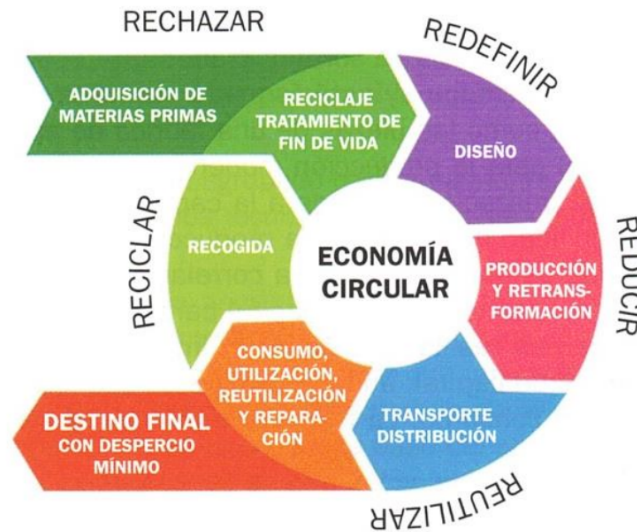 RECHAZAR
REDEFINIR
ADQUISICIÓN DE
MATERIAS PRIMAS
RECICLAJE
TRATAMIENTO DE
FIN DE VIDA
DISEÑO
REDUCIR
PRODUCCIÓN
Y RETRANS-
FORMACIÓN
ECONOMÍA
CIRCULAR
RECICLAR
RECOGIDA
CONSUMO,
UTILIZACIÓN,
REUTILIZACIÓN
Y REPARA-
CIÓN
TRANSPORTE
DISTRIBUCIÓN
REUTILIZAR
DESTINO FINAL
CON DESPERCIO
MÍNIMO